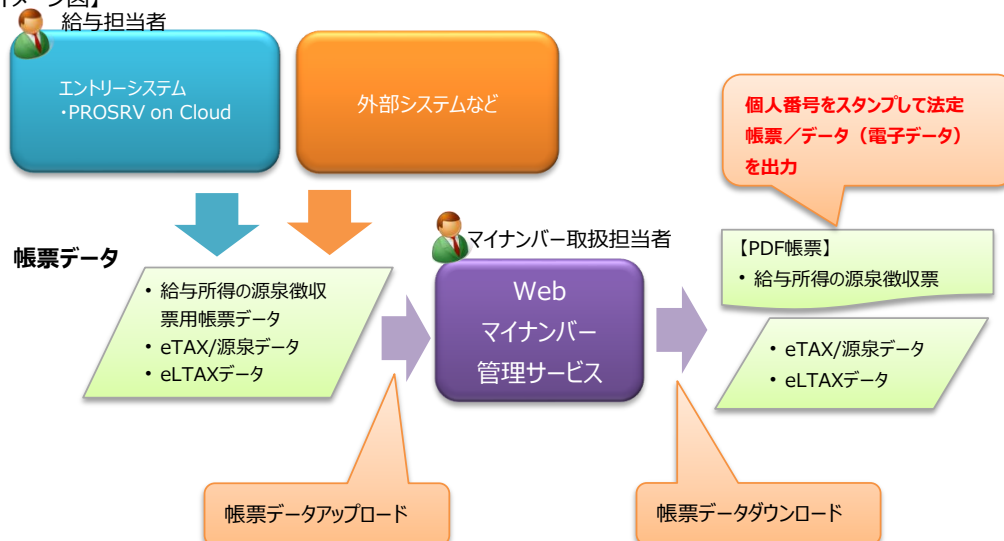 イメージ図】
給与担当者
エントリーシステム
・PROSRV on Cloud
外部システムなど
個人番号をスタンプして法定
帳票／データ（電子データ）
を出力
帳票データ
・ 給与所得の源泉徴収
票用帳票データ
・ eTAX/源泉データ
・ eLTAXデータ
マイナンバー取扱担当者
Web
マイナンバー
管理サービス
【PDF帳票】
・ 給与所得の源泉徴収票
・ eTAX/源泉データ
・ eLTAXデータ
帳票データアップロード
帳票データダウンロード